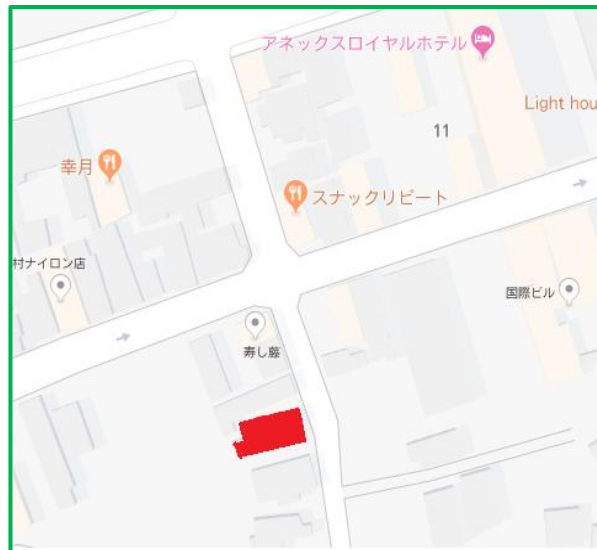 アネックスロイヤルホテル
Light hou
11
幸月
スナックリピート
村ナイロン店
国際ビル
寿し藤